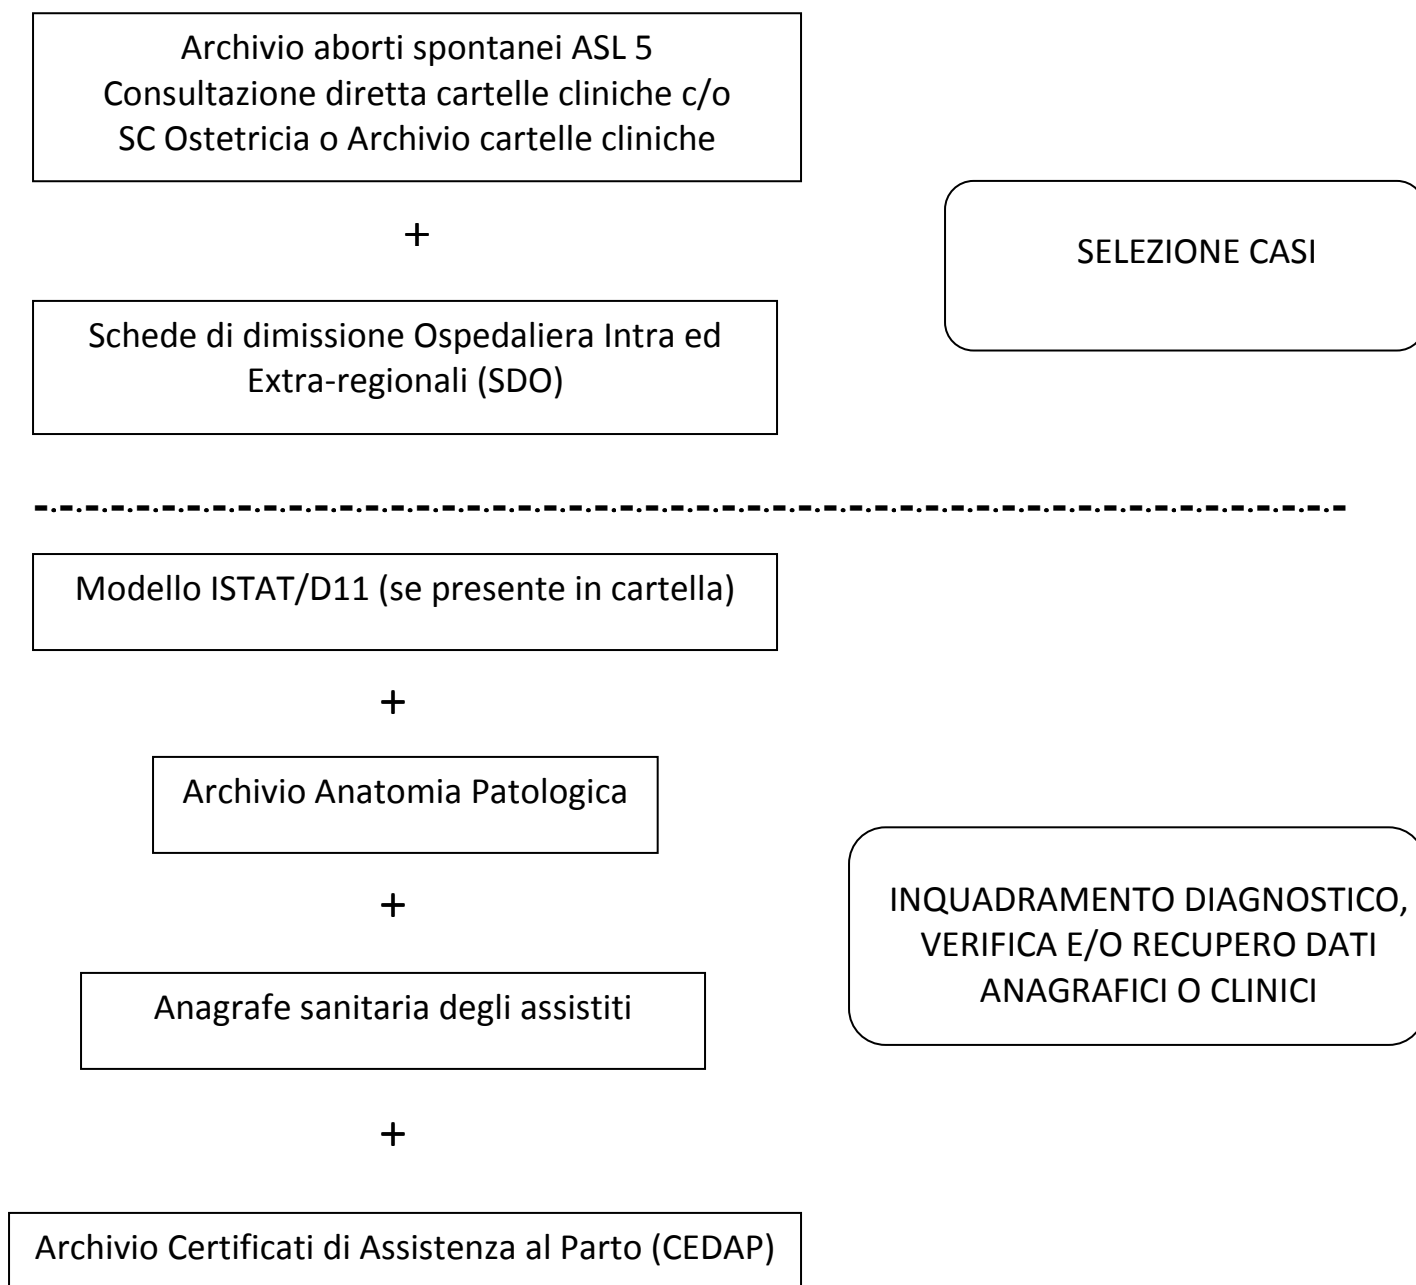 Archivio aborti spontanei ASL 5
Consultazione diretta cartelle cliniche c/o
SC Ostetricia o Archivio cartelle cliniche
+
SELEZIONE CASI
Schede di dimissione Ospedaliera Intra ed
Extra-regionali (SDO)
Modello ISTAT/D11 (se presente in cartella)
+
Archivio Anatomia Patologica
+
INQUADRAMENTO DIAGNOSTICO,
VERIFICA E/O RECUPERO DATI
ANAGRAFICI O CLINICI
Anagrafe sanitaria degli assistiti
+
Archivio Certificati di Assistenza al Parto (CEDAP)